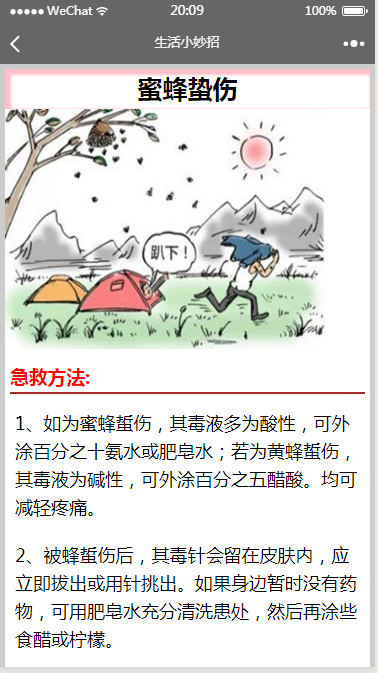 WeChat 20:09 100%
生活小妙招
蜜蜂蛰伤
趴下！
急救方法:
1、如为蜜蜂蜇伤，其毒液多为酸性，可外
涂百分之十氨水或肥皂水；若为黄蜂蜇伤，
其毒液为碱性，可外涂百分之五醋酸。均可
减轻疼痛。
2、被蜂蜇伤后，其毒针会留在皮肤内，应
立即拔出或用针挑出。如果身边暂时没有药
物，可用肥皂水充分清洗患处，然后再涂些
食醋或柠檬。